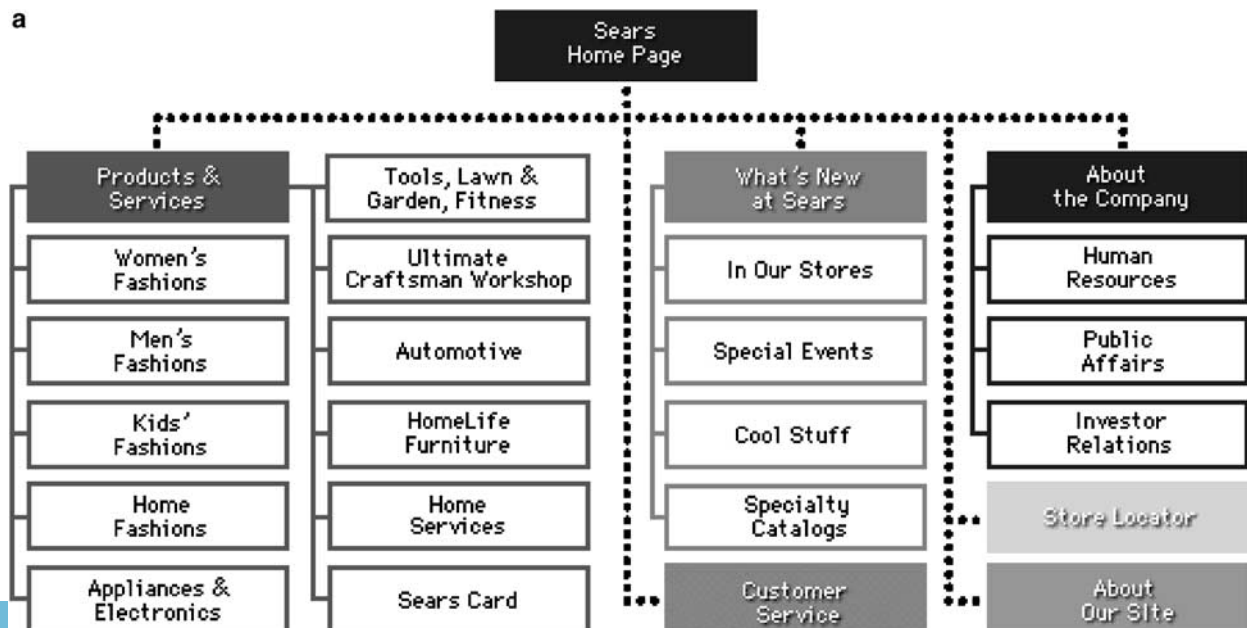 a
Sears
Home Page
Products &
Services
Women's
Fashions
Men's
Fashions
Kids'
Fashions
Home
Fashions
Appliances &
Electronics
Tools, Lawn &
Garden, Fitness
Ultimate
Craftsman Workshop
Automotive
HomeLife
Furniture
Home
Services
Sears Card
What's New
at Sears
In Our Stores
Special Events
Cool Stuff
Specialty
Catalogs
Customer
Service
About
the Company
Human
Resources
Public
Affairs
Investor
Relations
Store Locator
About
Our SIte